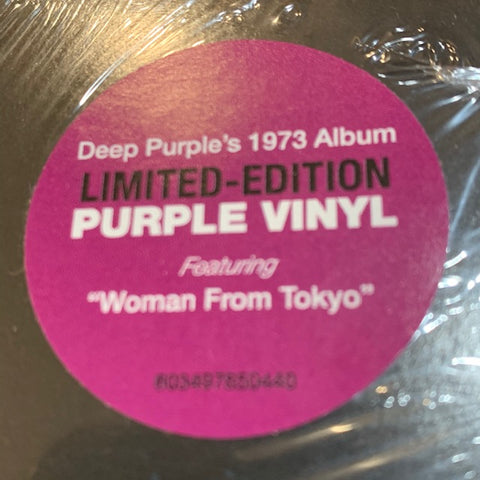 Deep Purple's 1973 Album
LIMITED-EDITION
PURPLE VINYL
Featuring
"Woman From Tokyo"
603497850440